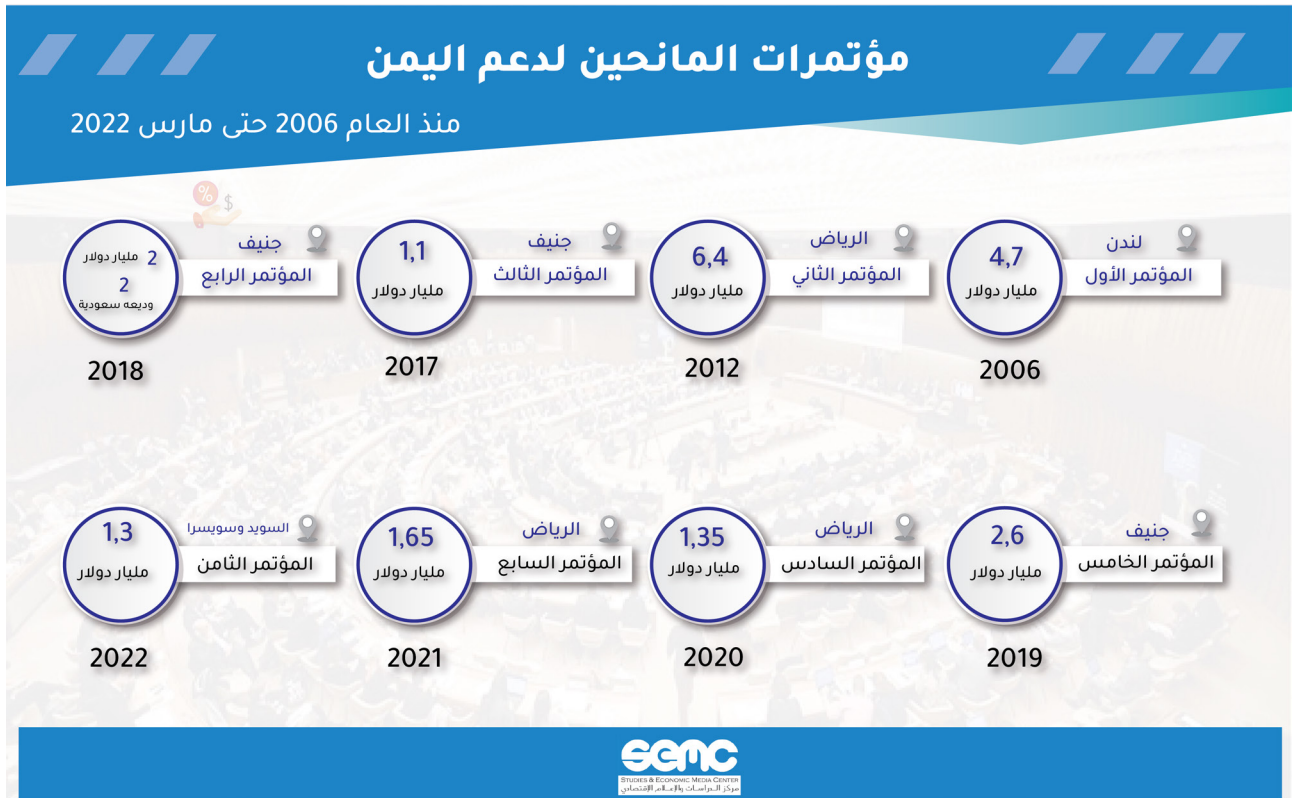 مؤتمرات المانحين لدعم اليمن
منذ العام 2006 حتى مارس 2022
لندن
المؤتمر الأول
4,7
مليار دولار
2006
الرياض
المؤتمر الثاني
6,4
مليار دولار
2012
جنيف
المؤتمر الثالث
1,1
مليار دولار
2017
جنيف
المؤتمر الرابع
2 مليار دولار
2
وديعه سعودية
2018
جنيف
المؤتمر الخامس
2,6
مليار دولار
2019
الرياض
المؤتمر السادس
1,35
مليار دولار
2020
الرياض
المؤتمر السابع
1,65
مليار دولار
2021
السويد وسويسرا
المؤتمر الثامن
1,3
مليار دولار
2022
% $
SEMC
STUDIES & ECONOMIC MEDIA CENTER
مركز الدراسات والإعلام الاقتصادي